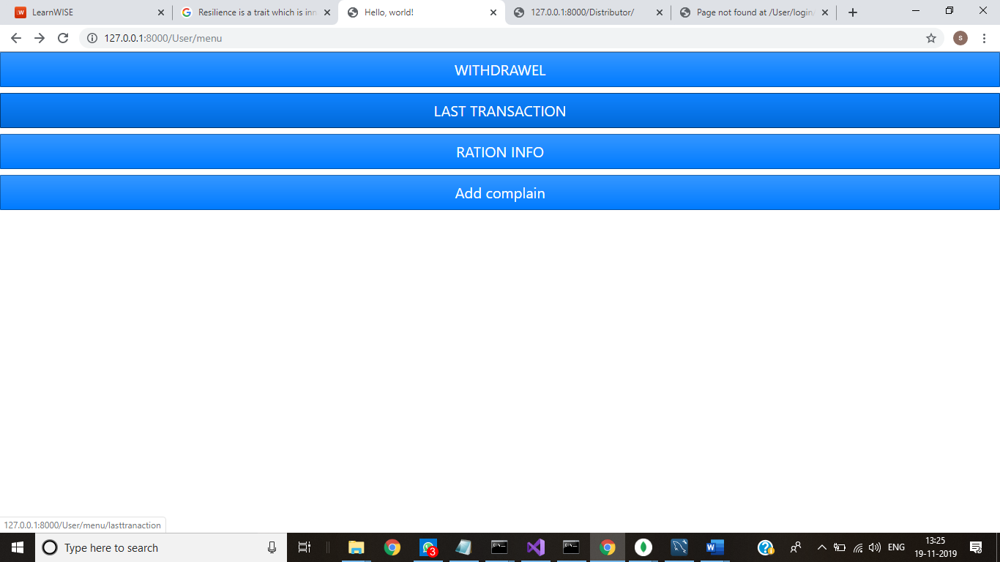 LearnWISE
Resilience is a trait which is inn
Hello, world!
127.0.0.1:8000/Distributor/
Page not found at /User/login
127.0.0.1:8000/User/menu
S
WITHDRAWEL
LAST TRANSACTION
RATION INFO
Add complain
127.0.0.1:8000/User/menu/lasttranaction
Type here to search
3
ENG
13:25
19-11-2019